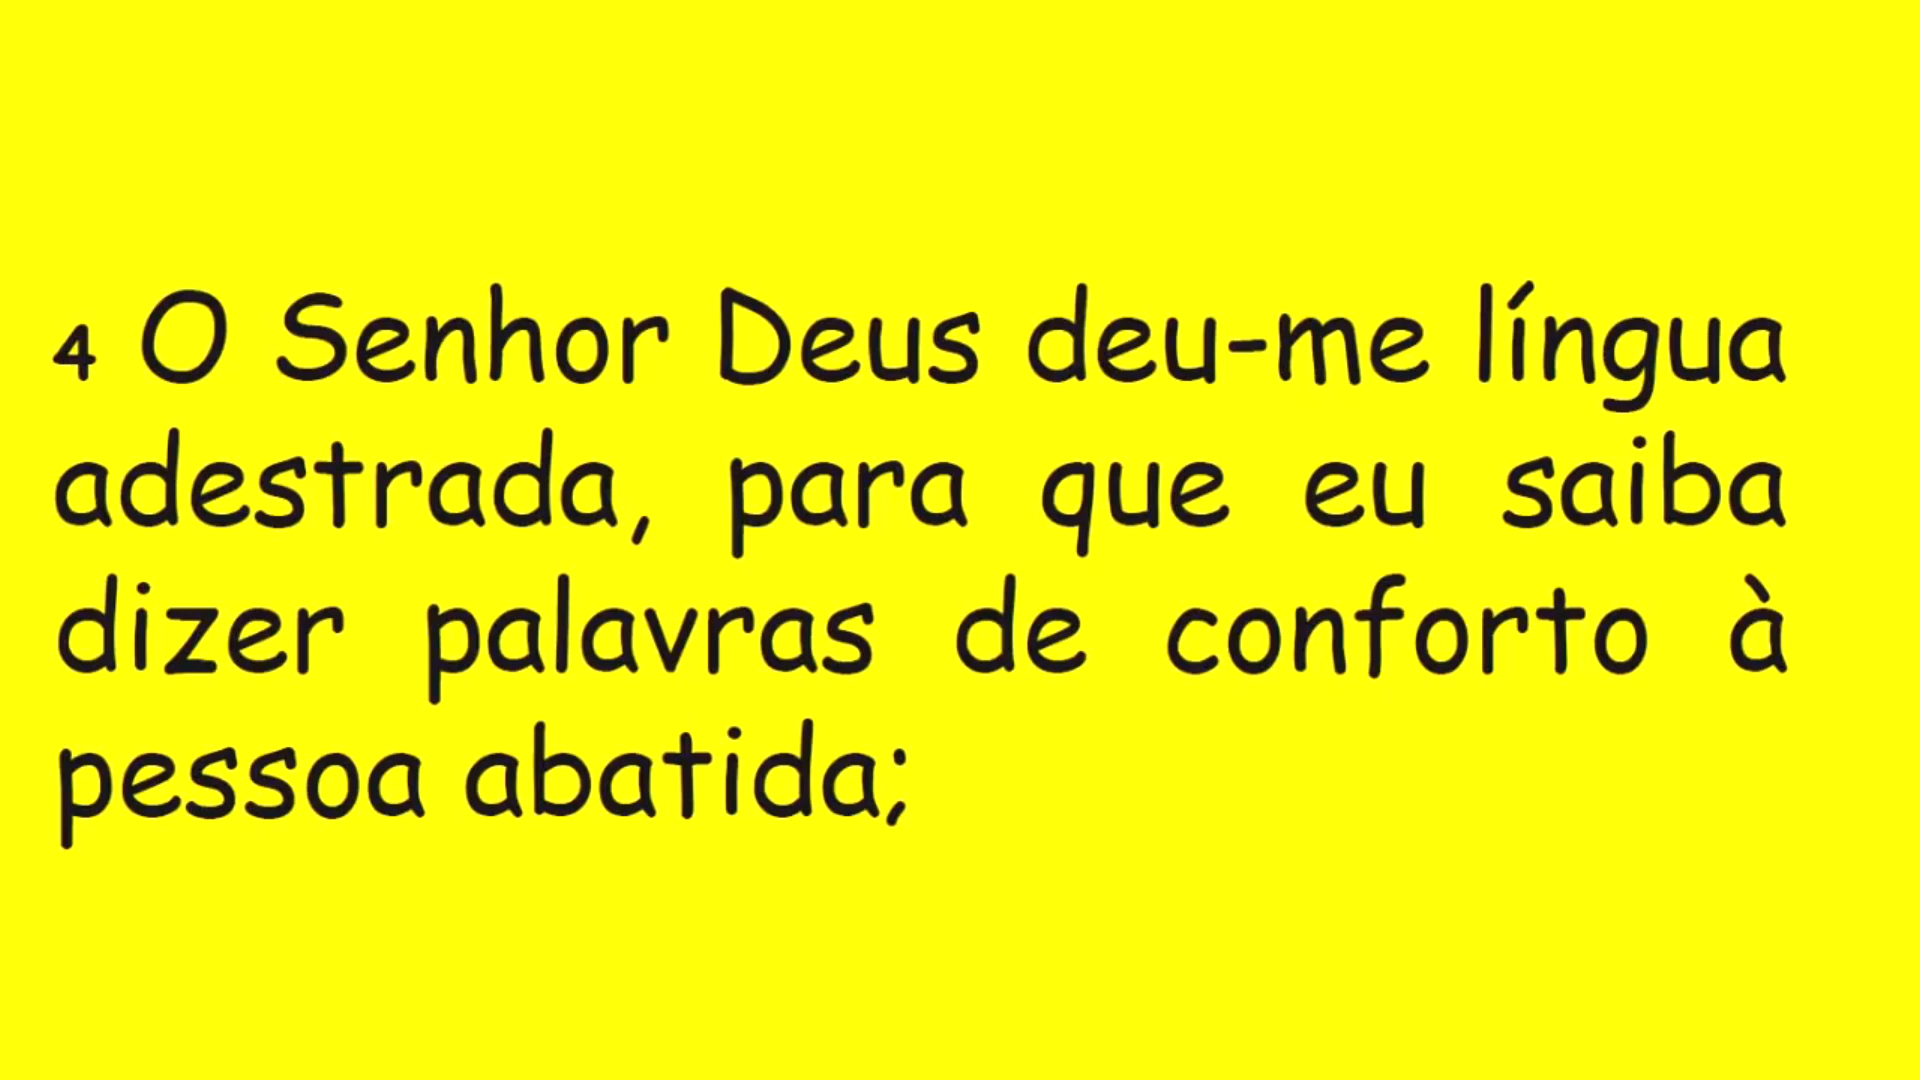 4 O Senhor Deus deu-me língua
adestrada, para que eu saiba
dizer palavras de conforto à
pessoa abatida;